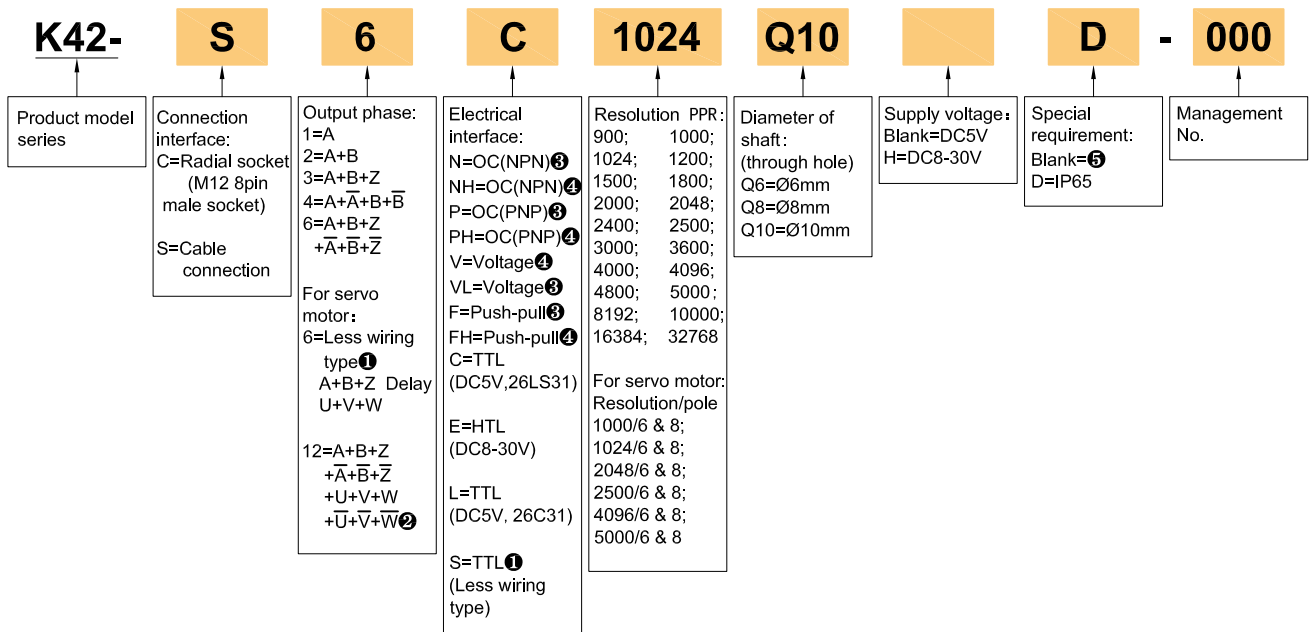 K42- S 6 C 1024 Q10 D - 000
Product model
series
Connection
interface:
C=Radial socket
(M12 8pin
male socket)
S=Cable
connection
Output phase:
1=A
2=A+B
3=A+B+Z
4=A+A̅+B+B̅
6=A+B+Z
+A̅+B̅+Z̅
For servo
motor:
6=Less wiring
type❶
A+B+Z Delay
U+V+W
12=A+B+Z
+A̅+B̅+Z̅
+U+V+W
+U̅+V̅+W̅❷
Electrical
interface:
N=OC(NPN)❸
NH=OC(NPN)❹
P=OC(PNP)❸
PH=OC(PNP)❹
V=Voltage❹
VL=Voltage❸
F=Push-pull❸
FH=Push-pull❹
C=TTL
(DC5V,26LS31)
E=HTL
(DC8-30V)
L=TTL
(DC5V, 26C31)
S=TTL❶
(Less wiring
type)
Resolution PPR:
900; 1000;
1024; 1200;
1500; 1800;
2000; 2048;
2400; 2500;
3000; 3600;
4000; 4096;
4800; 5000;
8192; 10000;
16384; 32768
For servo motor:
Resolution/pole
1000/6 & 8;
1024/6 & 8;
2048/6 & 8;
2500/6 & 8;
4096/6 & 8;
5000/6 & 8
Diameter of
shaft:
(through hole)
Q6=Ø6mm
Q8=Ø8mm
Q10=Ø10mm
Supply voltage:
Blank=DC5V
H=DC8-30V
Special
requirement:
Blank=❺
D=IP65
Management
No.